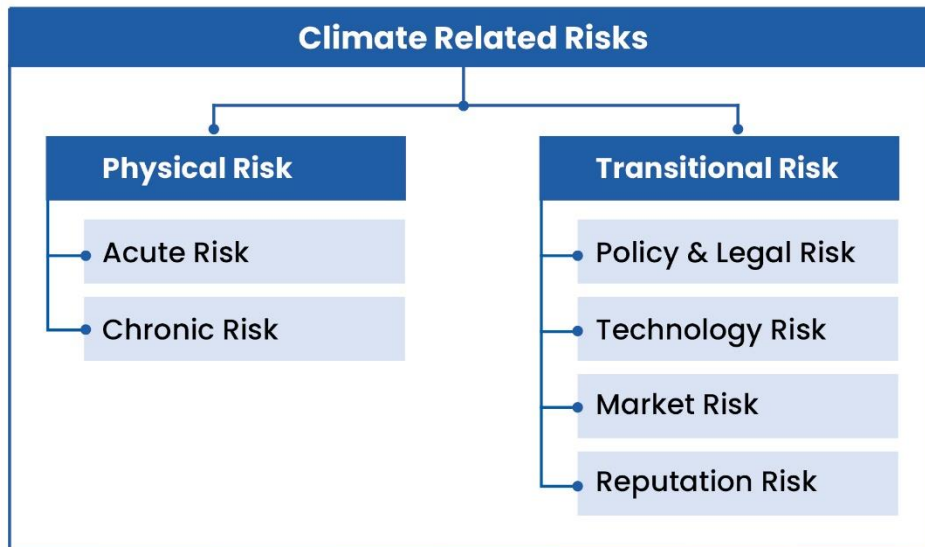 Climate Related Risks
Physical Risk
Acute Risk
Chronic Risk
Transitional Risk
Policy & Legal Risk
Technology Risk
Market Risk
Reputation Risk